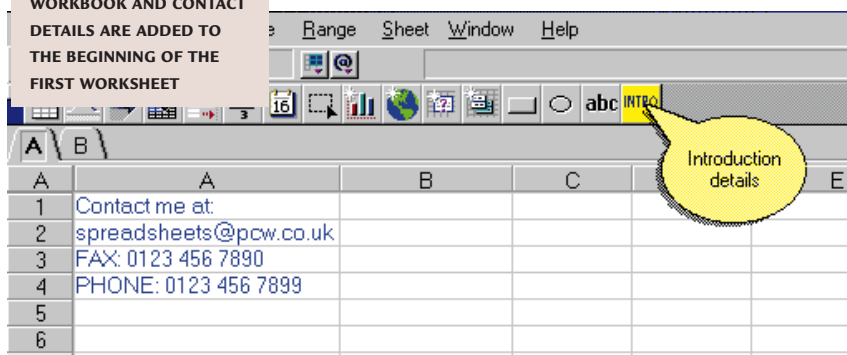 WORKBOOK AND CONTACT
DETAILS ARE ADDED TO
THE BEGINNING OF THE
FIRST WORKSHEET
Range Sheet Window Help
@
3 16 abc INTRO
Introduction
details
A B
A A B C E
1 Contact me at:
2 spreadsheets@pcw.co.uk
3 FAX: 0123 456 7890
4 PHONE: 0123 456 7899
5
6